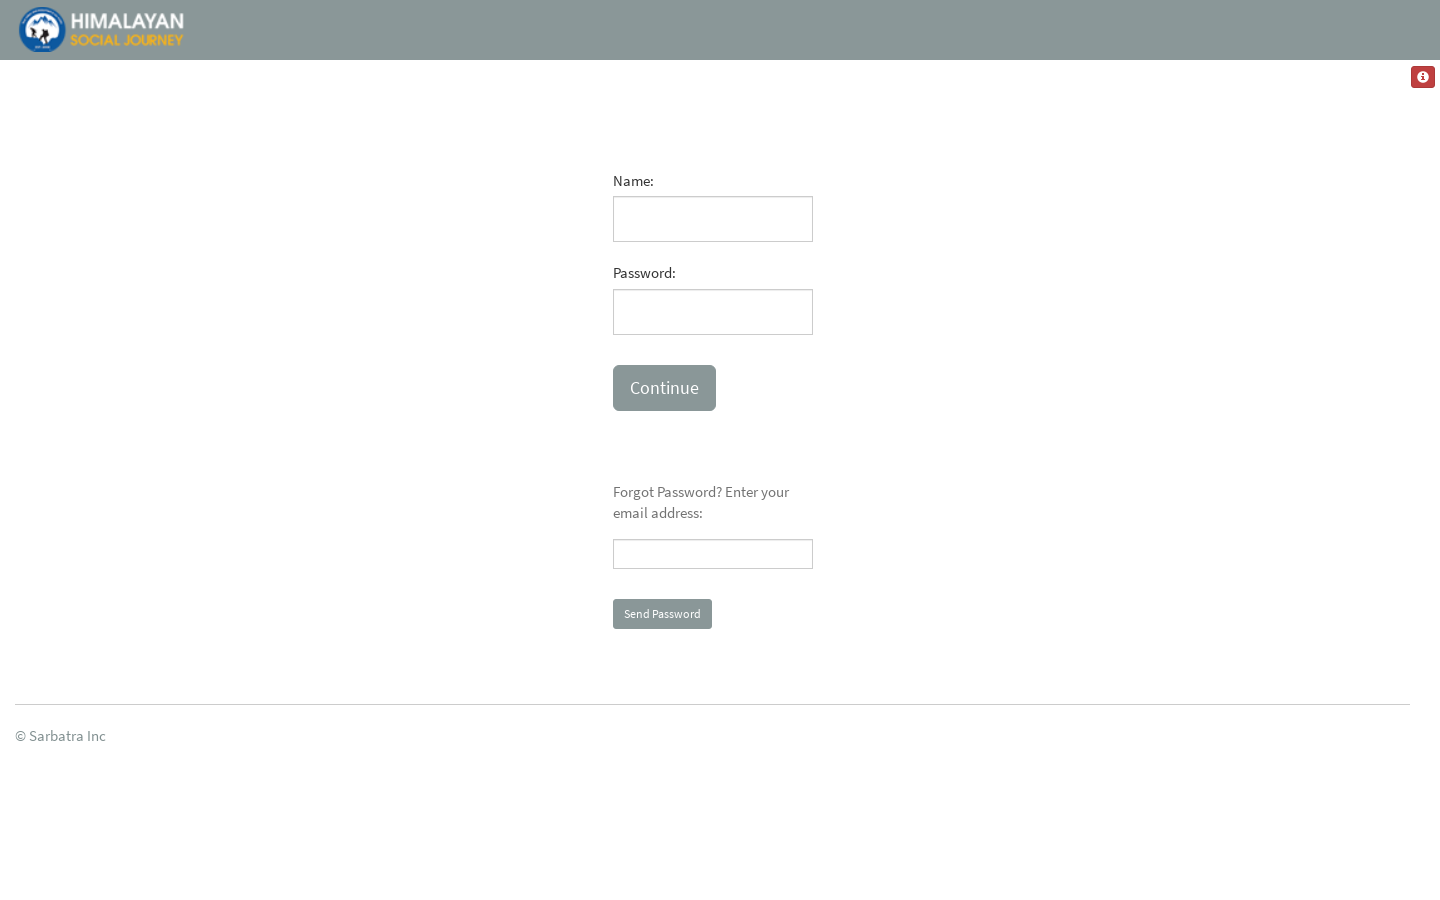 HIMALAYAN
SOCIAL JOURNEY
Name:
Password:
Continue
Forgot Password? Enter your
email address:
Send Password
© Sarbatra Inc